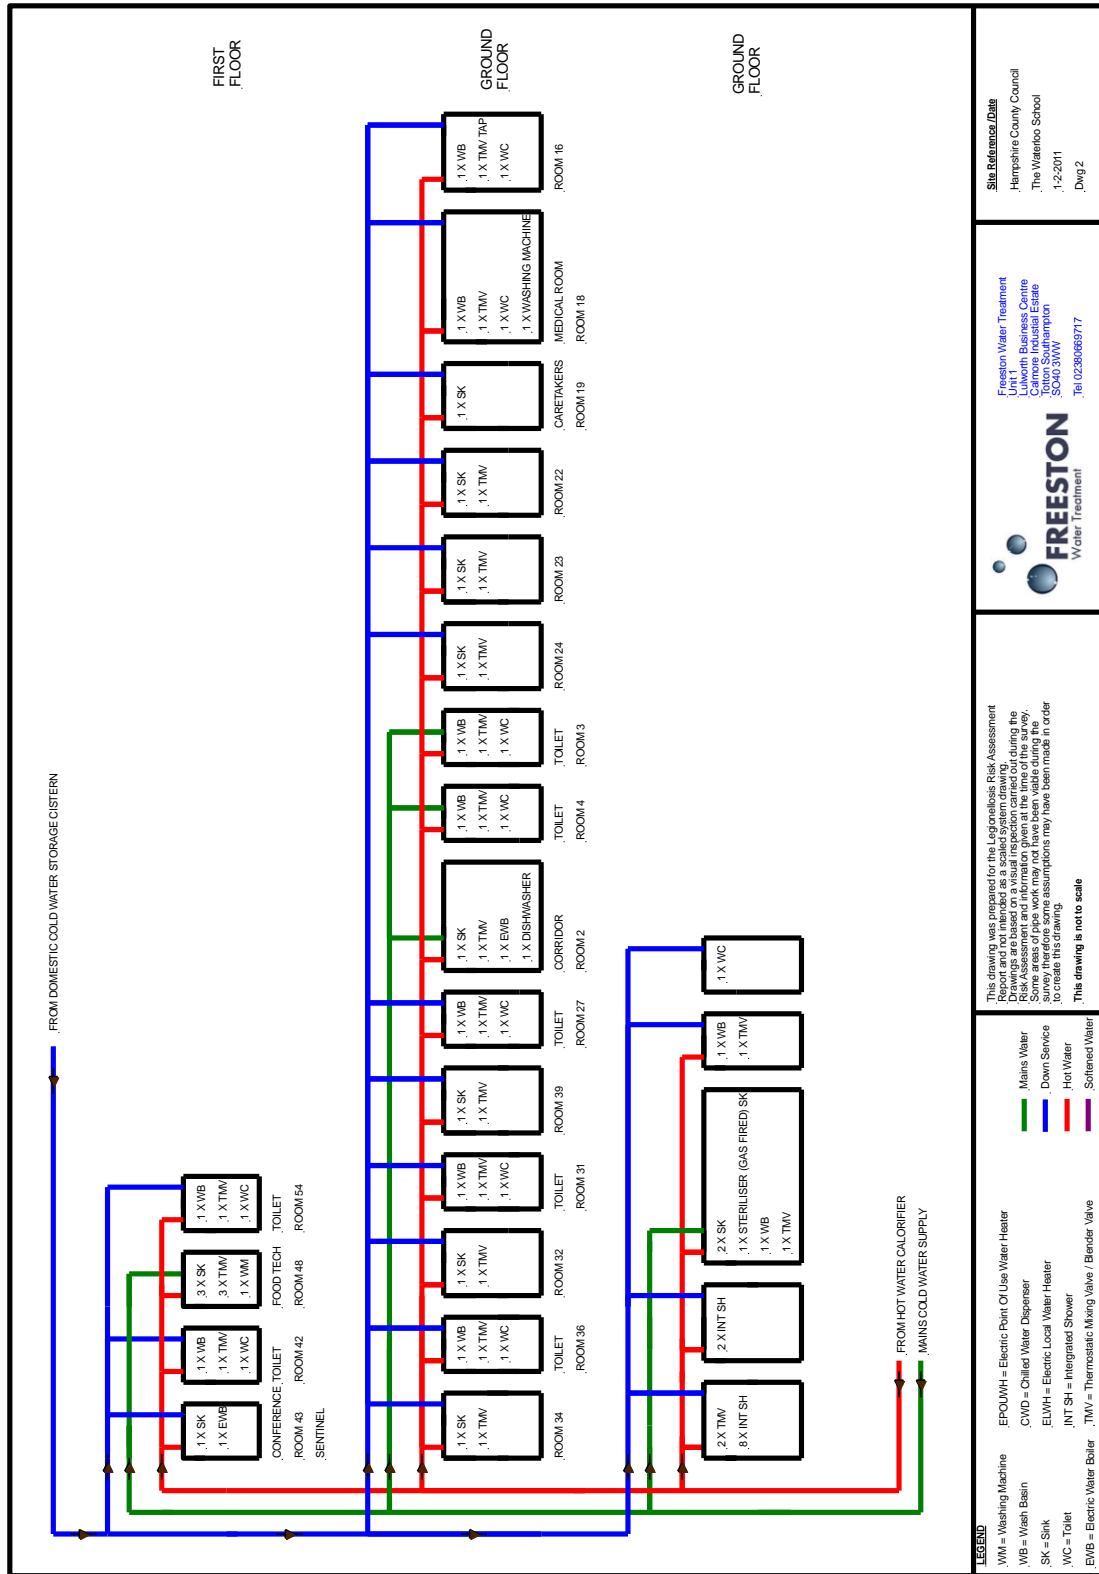 FROM DOMESTIC COLD WATER STORAGE CISTERN
FIRST
FLOOR
1 X SK
1 X EWB
CONFERENCE
ROOM 43
SENTINEL
1 X WB
1 X TMV
1 X WC
TOILET
ROOM 42
3 X SK
3 X TMV
1 X WM
FOOD TECH
ROOM 48
1 X WB
1 X TMV
1 X WC
TOILET
ROOM 54
GROUND
FLOOR
1 X SK
1 X TMV
ROOM 34
1 X WB
1 X TMV
1 X WC
TOILET
ROOM 36
1 X SK
1 X TMV
ROOM 32
1 X WB
1 X TMV
1 X WC
TOILET
ROOM 31
1 X SK
1 X TMV
ROOM 39
1 X WB
1 X TMV
1 X WC
TOILET
ROOM 27
1 X SK
1 X TMV
1 X EWB
1 X DISHWASHER
CORRIDOR
ROOM 2
1 X WB
1 X TMV
1 X WC
TOILET
ROOM 4
1 X WB
1 X TMV
1 X WC
TOILET
ROOM 3
1 X SK
1 X TMV
ROOM 24
1 X SK
1 X TMV
ROOM 23
1 X SK
1 X TMV
ROOM 22
1 X SK
CARETAKERS
ROOM 19
1 X WB
1 X TMV
1 X WC
1 X WASHING MACHINE
MEDICAL ROOM
ROOM 18
1 X WB
1 X TMV TAP
1 X WC
ROOM 16
GROUND
FLOOR
2 X TMV
8 X INT SH
2 X INT SH
2 X SK
1 X STERILISER (GAS FIRED) SK
1 X WB
1 X TMV
1 X WB
1 X TMV
1 X WC
FROM HOT WATER CALORIFIER
MAINS COLD WATER SUPPLY
LEGEND
WM = Washing Machine
WB = Wash Basin
SK = Sink
WC = Toilet
EWB = Electric Water Boiler
EPOUWH = Electric Point Of Use Water Heater
CWD = Chilled Water Dispenser
ELWH = Electric Local Water Heater
INT SH = Intergrated Shower
TMV = Thermostatic Mixing Valve / Blender Valve
Mains Water
Down Service
Hot Water
Softened Water
This drawing was prepared for the Legionellosis Risk Assessment
Report and not intended as a scaled system drawing.
Drawings are based on a visual inspection carried out during the
Risk Assessment and information given at the time of the survey.
Some areas of pipe work may not have been viable during the
survey therefore some assumptions may have been made in order
to create this drawing.
This drawing is not to scale
FREESTON
Water Treatment
Freeston Water Treatment
Unit 1
Lulworth Business Centre
Calmore Industial Estate
Totton Southampton
SO40 3WW
Tel 02380669717
Site Reference /Date
Hampshire County Council
The Waterloo School
1-2-2011
Dwg 2